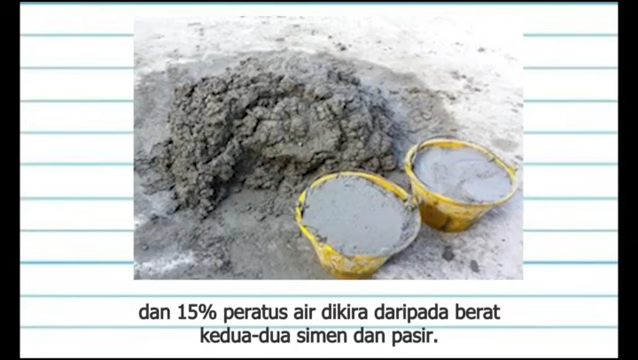 dan 15% peratus air dikira daripada berat
kedua-dua simen dan pasir.